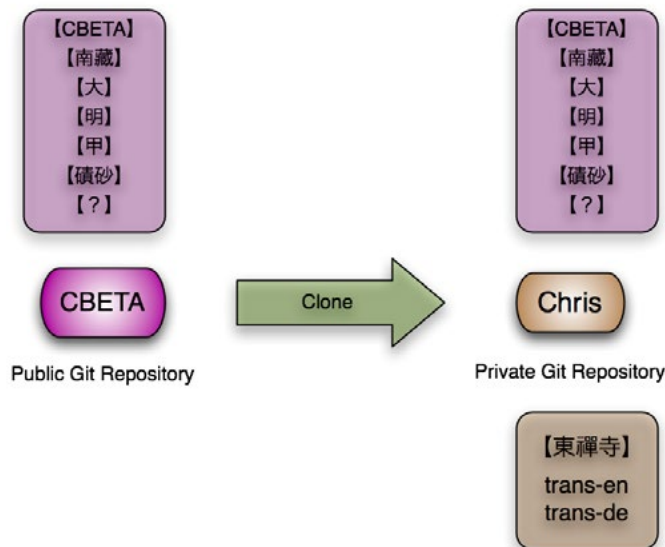 【CBETA】
【南藏】
【大】
【明】
【甲】
【磧砂】
【？】
CBETA
Public Git Repository
Clone
【CBETA】
【南藏】
【大】
【明】
【甲】
【磧砂】
【？】
Chris
Private Git Repository
【東禪寺】
trans-en
trans-de